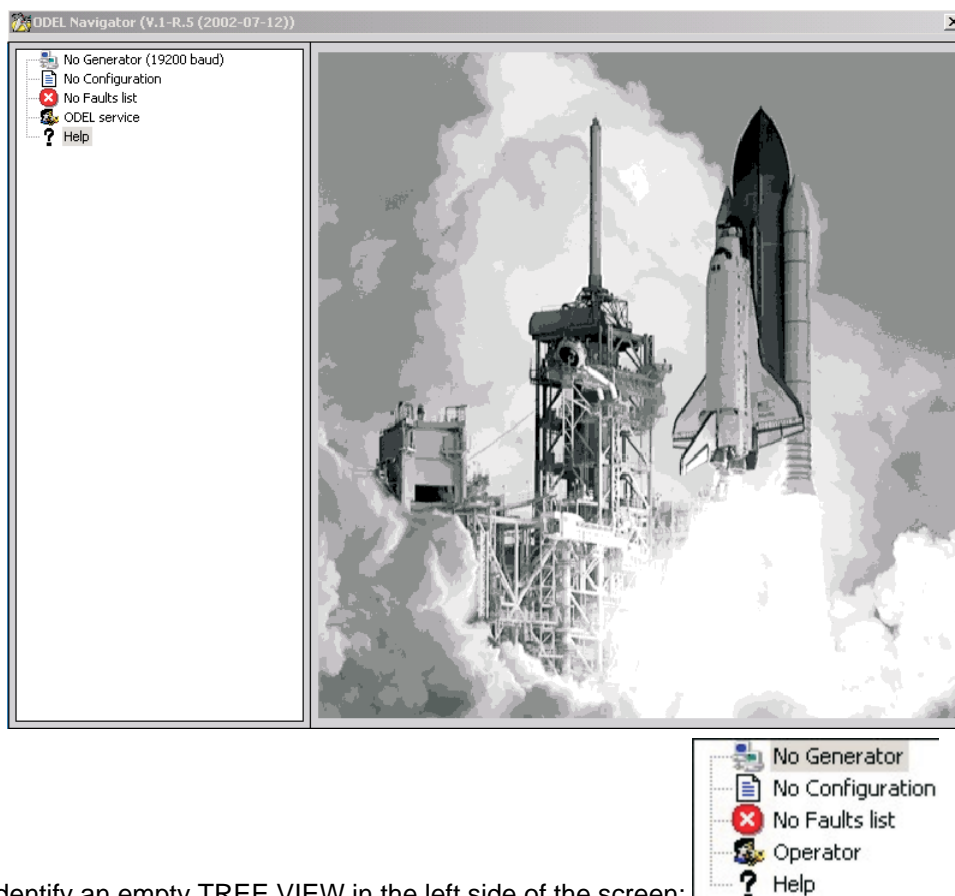 ODEL Navigator (V.1-R.5 (2002-07-12))
No Generator (19200 baud)
No Configuration
No Faults list
ODEL service
? Help
No Generator
No Configuration
No Faults list
Operator
? Help
dentify an empty TREE VIEW in the left side of the screen: